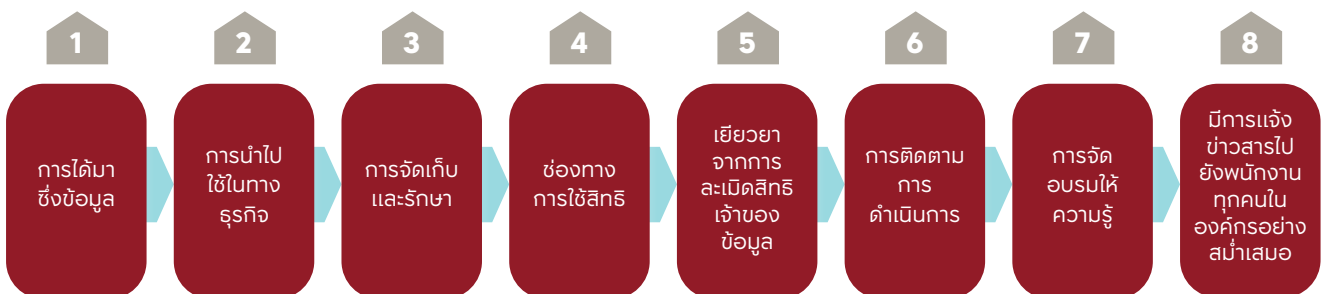 1
การได้มา
ซึ่งข้อมูล
2
การนำไป
ใช้ในทาง
ธุรกิจ
3
การจัดเก็บ
และรักษา
4
ช่องทาง
การใช้สิทธิ
5
เยียวยา
จากการ
ละเมิดสิทธิ
เจ้าของ
ข้อมูล
6
การติดตาม
การ
ดำเนินการ
7
การจัด
อบรมให้
ความรู้
8
มีการแจ้ง
ข่าวสารไป
ยังพนักงาน
ทุกคนใน
องค์กรอย่าง
สม่ำเสมอ